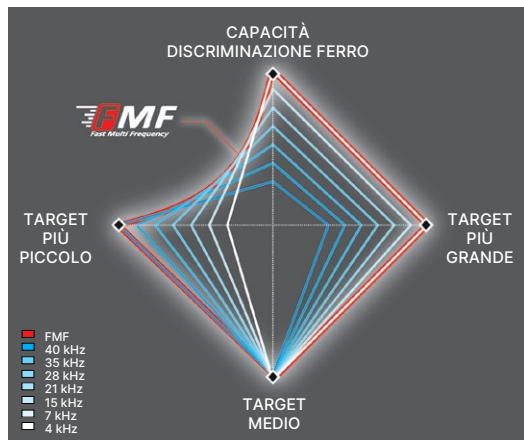 CAPACITÀ
DISCRIMINAZIONE FERRO
FMF
Fast Multi Frequency
TARGET
PIÙ
PICCOLO
TARGET
PIÙ
GRANDE
FMF
40 kHz
35 kHz
28 kHz
21 kHz
15 kHz
7 kHz
4 kHz
TARGET
MEDIO